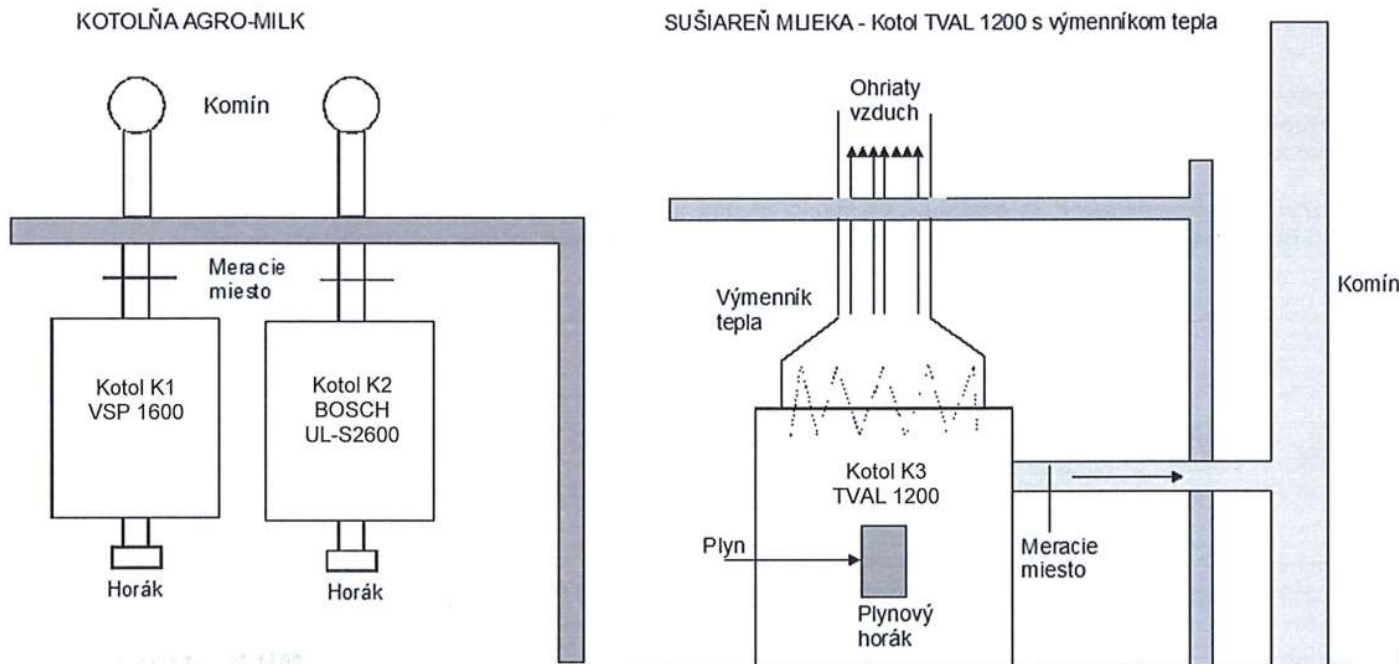 KOTOLŇA AGRO-MILK
Komín
Meracie
miesto
Kotol K1
VSP 1600
Kotol K2
BOSCH
UL-S2600
Horák
Horák
SUŠIAREŇ MLIEKA - Kotol TVAL 1200 s výmenníkom tepla
Ohriaty
vzduch
Výmenník
tepla
Komín
Kotol K3
TVAL 1200
Plyn
Meracie
miesto
Plynový
horák